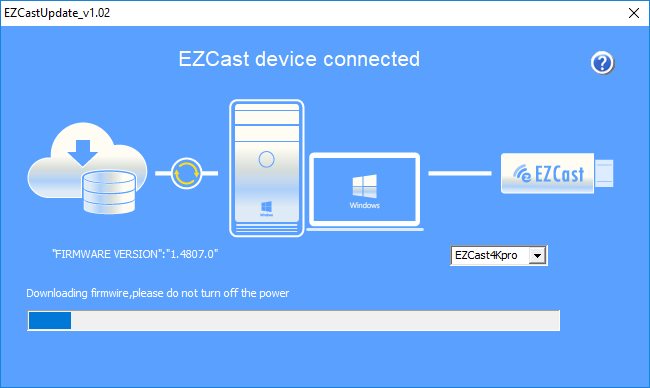 EZCastUpdate_v1.02
EZCast device connected
?
EZCast
Windows
Windows
"FIRMWARE VERSION":"1.4807.0"
EZCast4Kpro
Downloading firmwire,please do not turn off the power